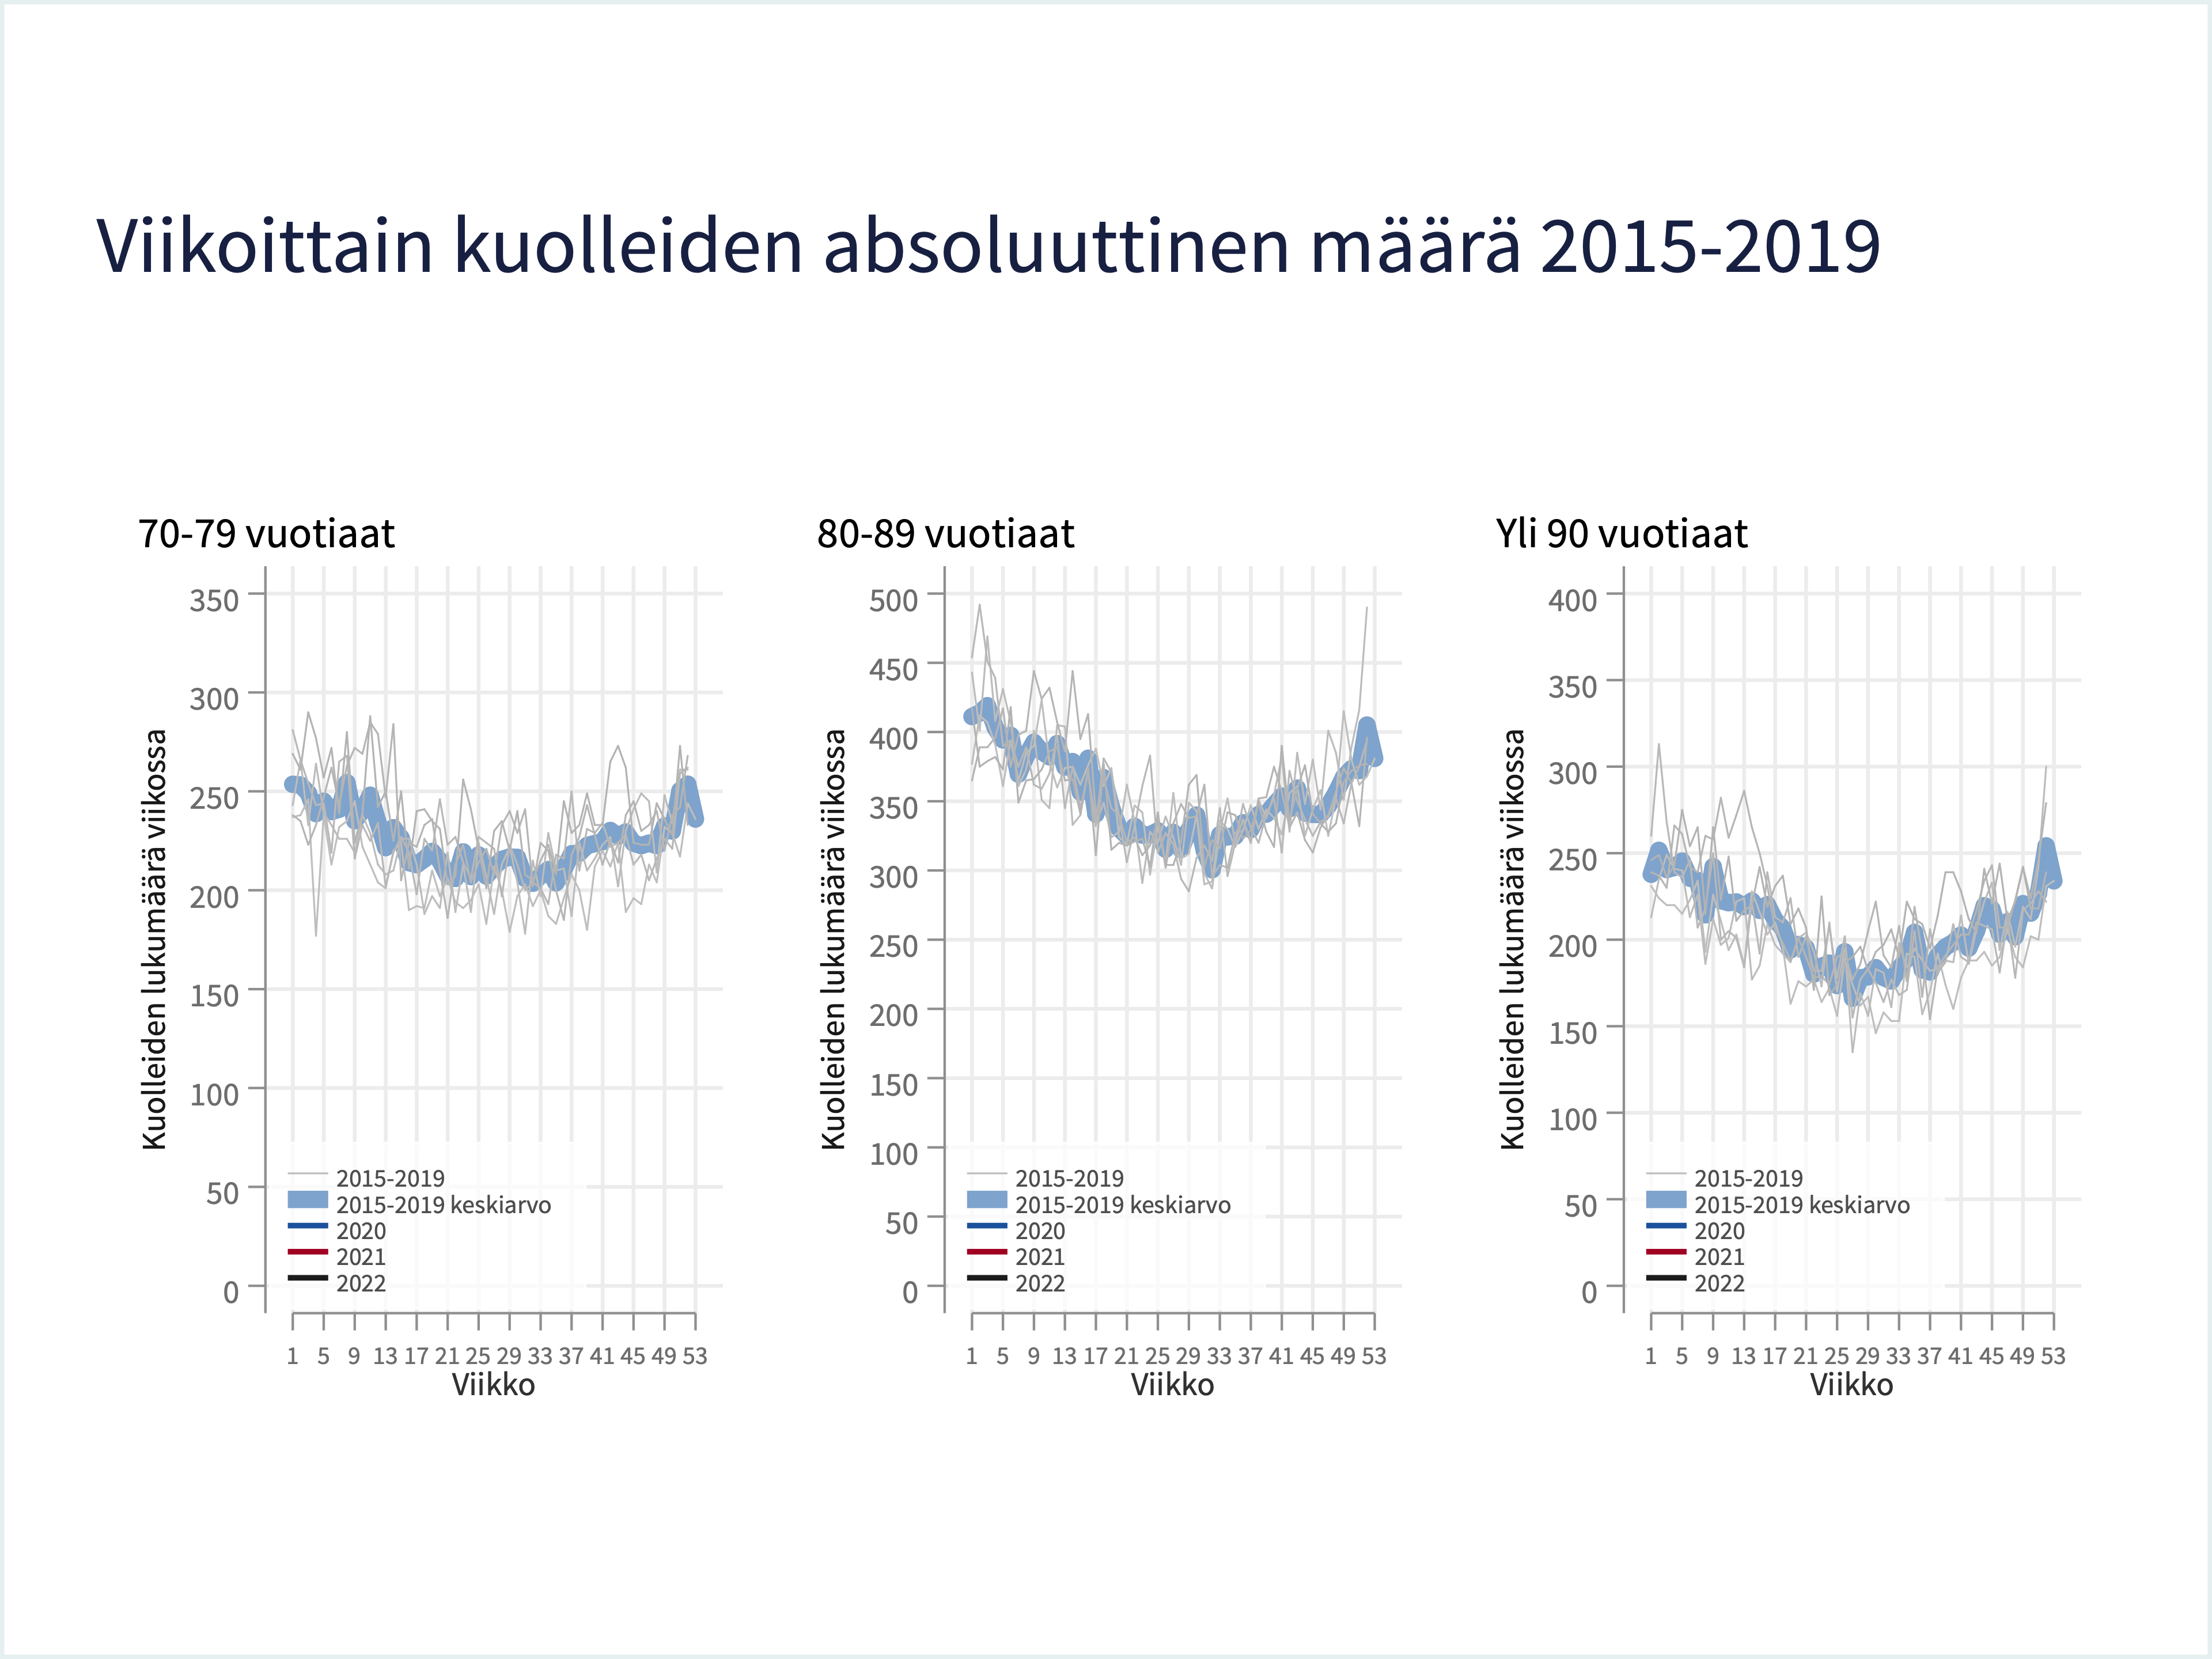 Viikoittain kuolleiden absoluuttinen määrä 2015-2019
70-79 vuotiaat
Kuolleiden lukumäärä viikossa
350
300
250
200
150
100
50
0
2015-2019
2015-2019 keskiarvo
2020
2021
2022
1 5 9 13 17 21 25 29 33 37 41 45 49 53
Viikko
80-89 vuotiaat
Kuolleiden lukumäärä viikossa
500
450
400
350
300
250
200
150
100
50
0
2015-2019
2015-2019 keskiarvo
2020
2021
2022
1 5 9 13 17 21 25 29 33 37 41 45 49 53
Viikko
Yli 90 vuotiaat
Kuolleiden lukumäärä viikossa
400
350
300
250
200
150
100
50
0
2015-2019
2015-2019 keskiarvo
2020
2021
2022
1 5 9 13 17 21 25 29 33 37 41 45 49 53
Viikko